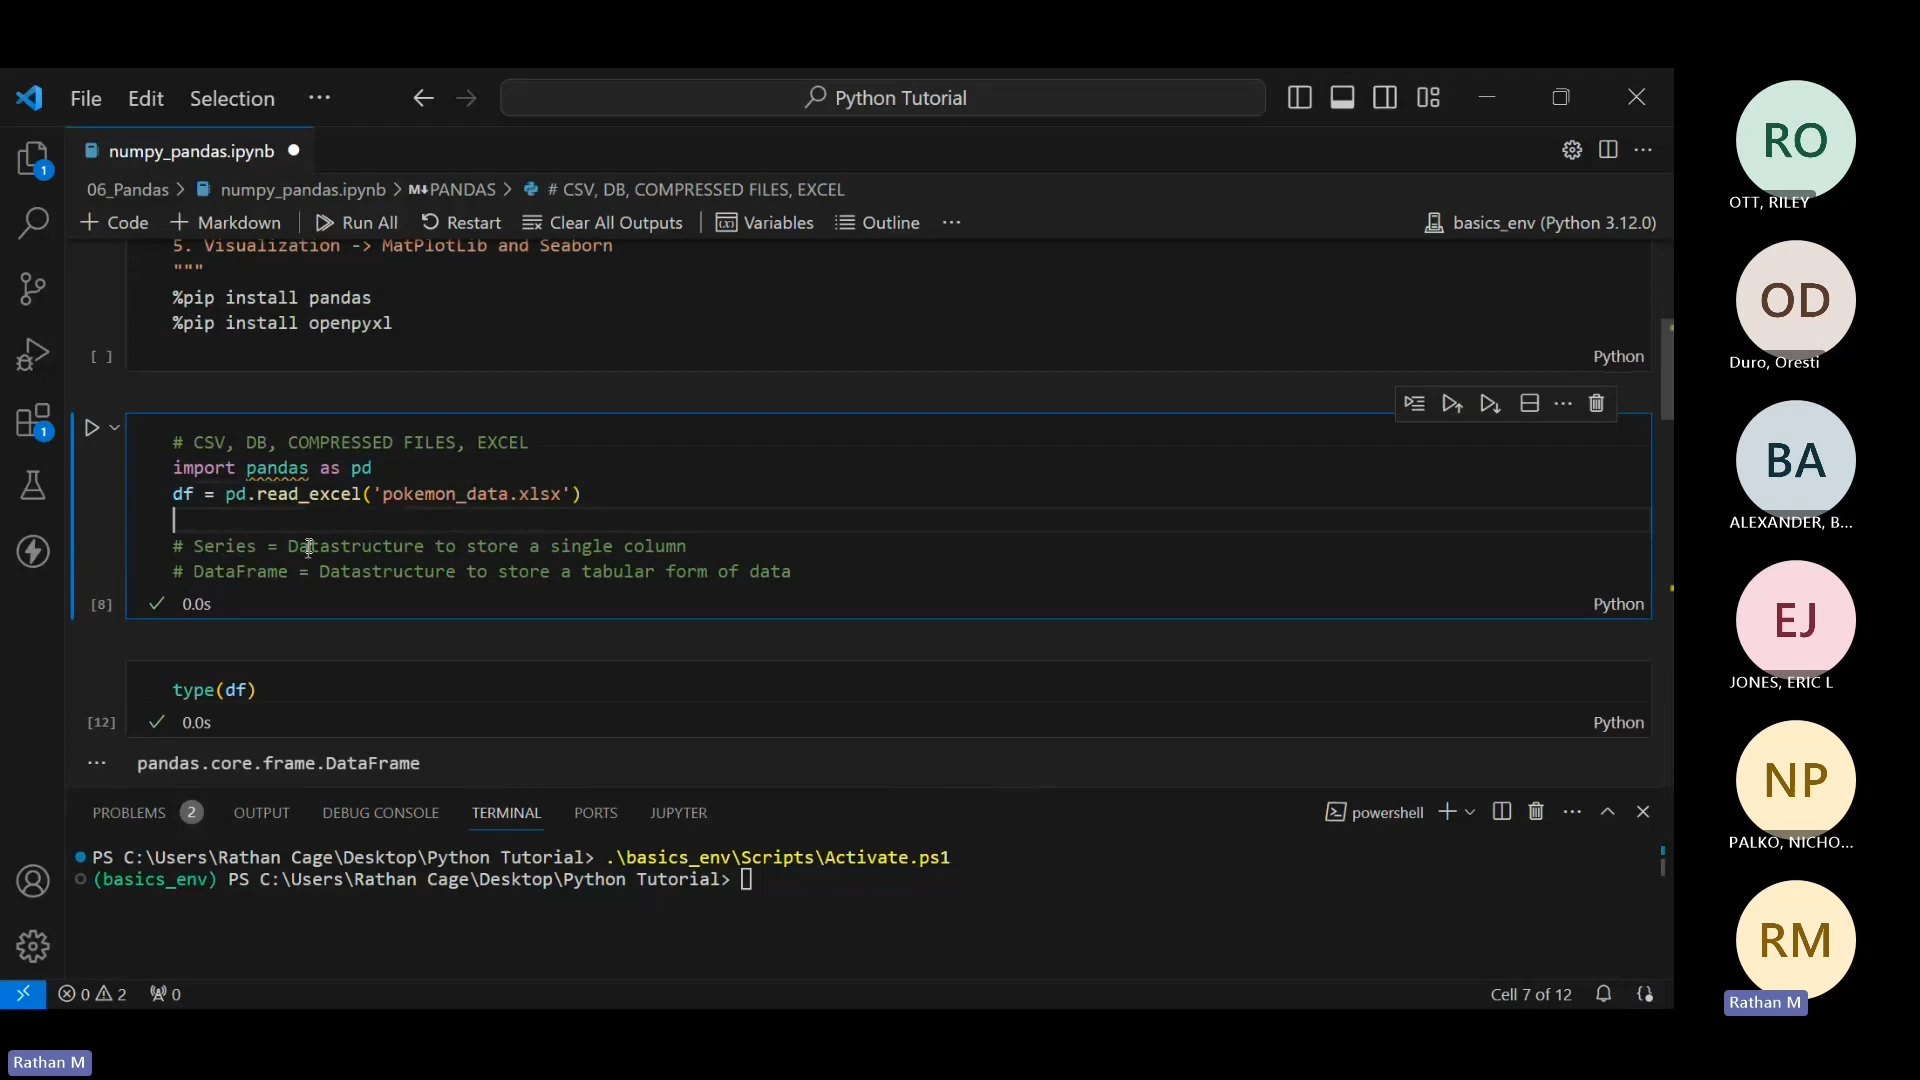 File Edit Selection ··· Python Tutorial
numpy_pandas.ipynb
06_Pandas > numpy_pandas.ipynb > M↓PANDAS > # CSV, DB, COMPRESSED FILES, EXCEL
+ Code + Markdown Run All Restart Clear All Outputs Variables Outline ··· basics_env (Python 3.12.0)
5. Visualization -> MatPlotLib and Seaborn
"""
%pip install pandas
%pip install openpyxl
[ ] Python
# CSV, DB, COMPRESSED FILES, EXCEL
import pandas as pd
df = pd.read_excel('pokemon_data.xlsx')
# Series = Datastructure to store a single column
# DataFrame = Datastructure to store a tabular form of data
[8] 0.0s Python
type(df)
[12] 0.0s Python
··· pandas.core.frame.DataFrame
PROBLEMS 2 OUTPUT DEBUG CONSOLE TERMINAL PORTS JUPYTER powershell
PS C:\Users\Rathan Cage\Desktop\Python Tutorial> .\basics_env\Scripts\Activate.ps1
(basics_env) PS C:\Users\Rathan Cage\Desktop\Python Tutorial>
0 2 0 Cell 7 of 12
1
1
RO
OTT, RILEY
OD
Duro, Oresti
BA
ALEXANDER, B...
EJ
JONES, ERIC L
NP
PALKO, NICHO...
RM
Rathan M
Rathan M